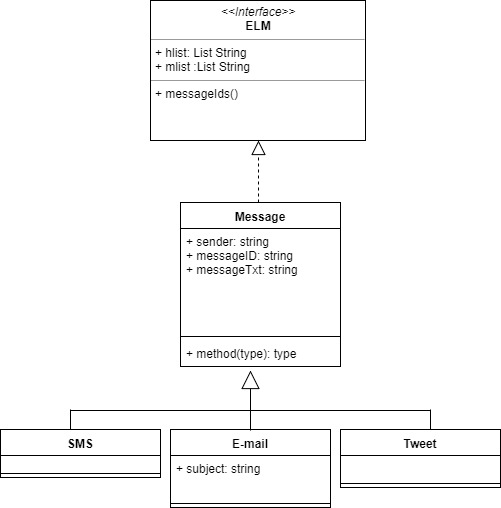 <<Interface>>
ELM
+ hlist: List String
+ mlist :List String
+ messageIds()
Message
+ sender: string
+ messageID: string
+ messageTxt: string
+ method(type): type
SMS
E-mail
Tweet
+ subject: string